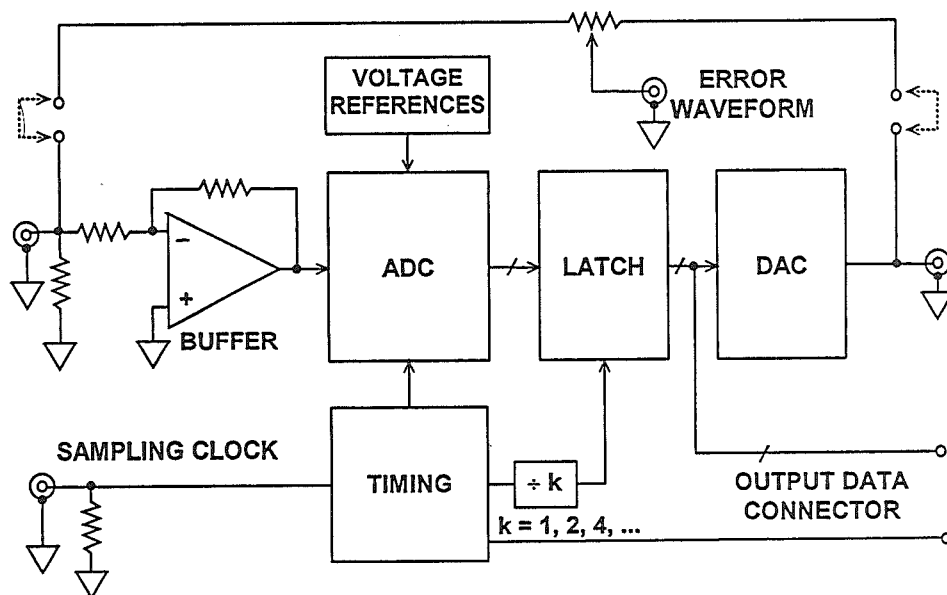 VOLTAGE
REFERENCES
ERROR
WAVEFORM
ADC
LATCH
DAC
−
+
BUFFER
SAMPLING CLOCK
TIMING
÷ k
k = 1, 2, 4, ...
OUTPUT DATA
CONNECTOR